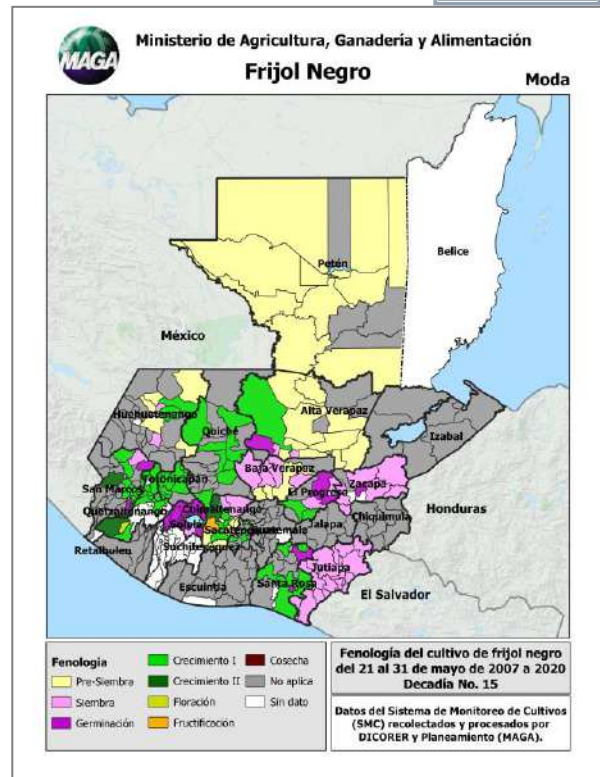 MAGA
Ministerio de Agricultura, Ganadería y Alimentación
Frijol Negro
Moda
Petén
Belice
México
Huehuetenango
Quiché
Alta Verapaz
Izabal
Baja Verapaz
Zacapa
San Marcos
Totonicapán
El Progreso
Quetzaltenango
Chimaltenango
Honduras
Sololá
Sacatepéquez
Guatemala
Jalapa
Chiquimula
Retalhuleu
Suchitepéquez
Jutiapa
Escuintla
Santa Rosa
El Salvador
Fenología
Pre-Siembra
Siembra
Germinación
Crecimiento I
Crecimiento II
Floración
Fructificación
Cosecha
No aplica
Sin dato
Fenología del cultivo de frijol negro
del 21 al 31 de mayo de 2007 a 2020
Decadía No. 15
Datos del Sistema de Monitoreo de Cultivos
(SMC) recolectados y procesados por
DICORER y Planeamiento (MAGA).